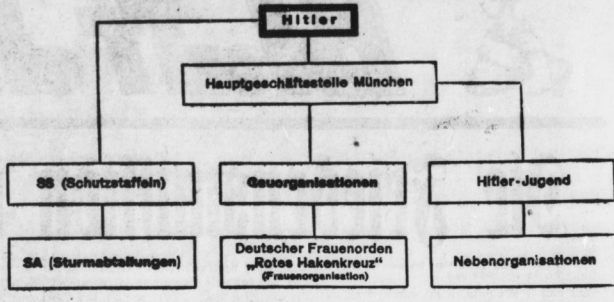 Hitler
Hauptgeschäftsstelle München
SS (Schutzstaffeln)
Gauorganisationen
Hitler-Jugend
SA (Sturmabteilungen)
Deutscher Frauenorden
„Rotes Hakenkreuz“
(Frauenorganisation)
Nebenorganisationen